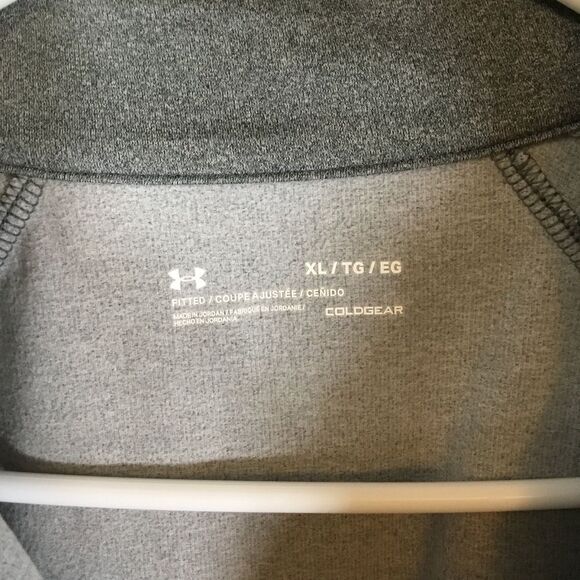 XL / TG / EG
FITTED / COUPE AJUSTÉE / CEÑIDO
MADE IN JORDAN / FABRIQUÉ EN JORDANIE /
HECHO EN JORDANIA
COLDGEAR